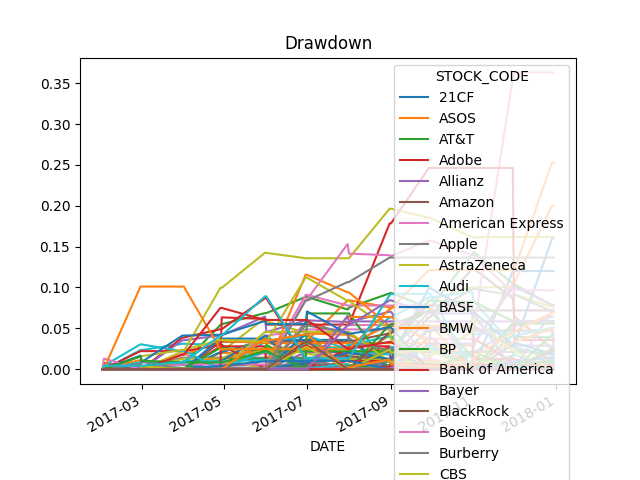 Drawdown
0.35
0.30
0.25
0.20
0.15
0.10
0.05
0.00
2017-03
2017-05
2017-07
2017-09
2017-11
2018-01
DATE
STOCK_CODE
21CF
ASOS
AT&T
Adobe
Allianz
Amazon
American Express
Apple
AstraZeneca
Audi
BASF
BMW
BP
Bank of America
Bayer
BlackRock
Boeing
Burberry
CBS